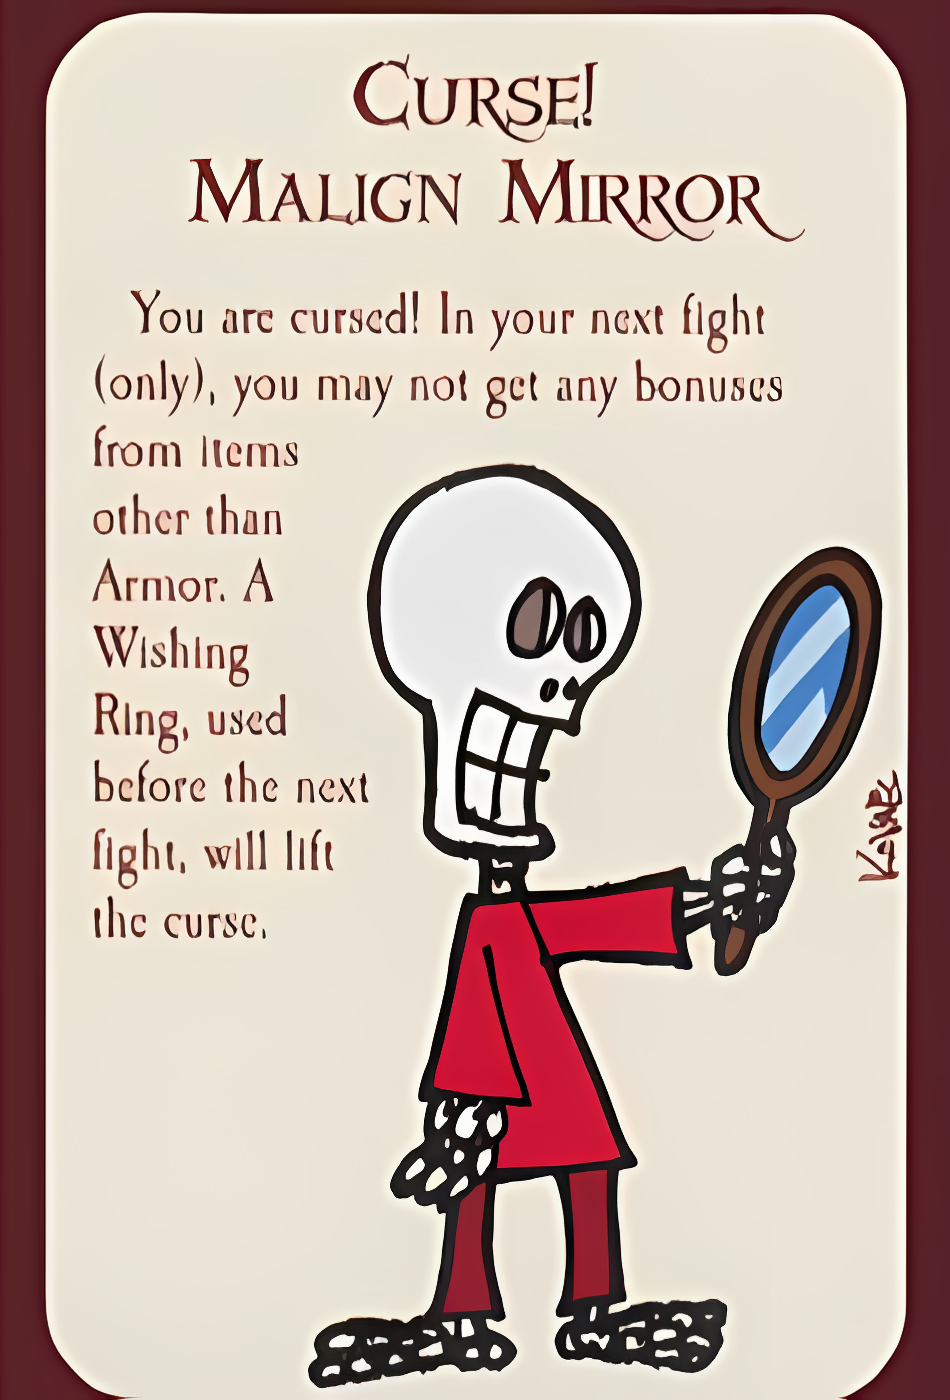 CURSE!
MALIGN MIRROR
You are cursed! In your next fight
(only), you may not get any bonuses
from Items
other than
Armor. A
Wishing
Ring, used
before the next
fight, will lift
the curse.